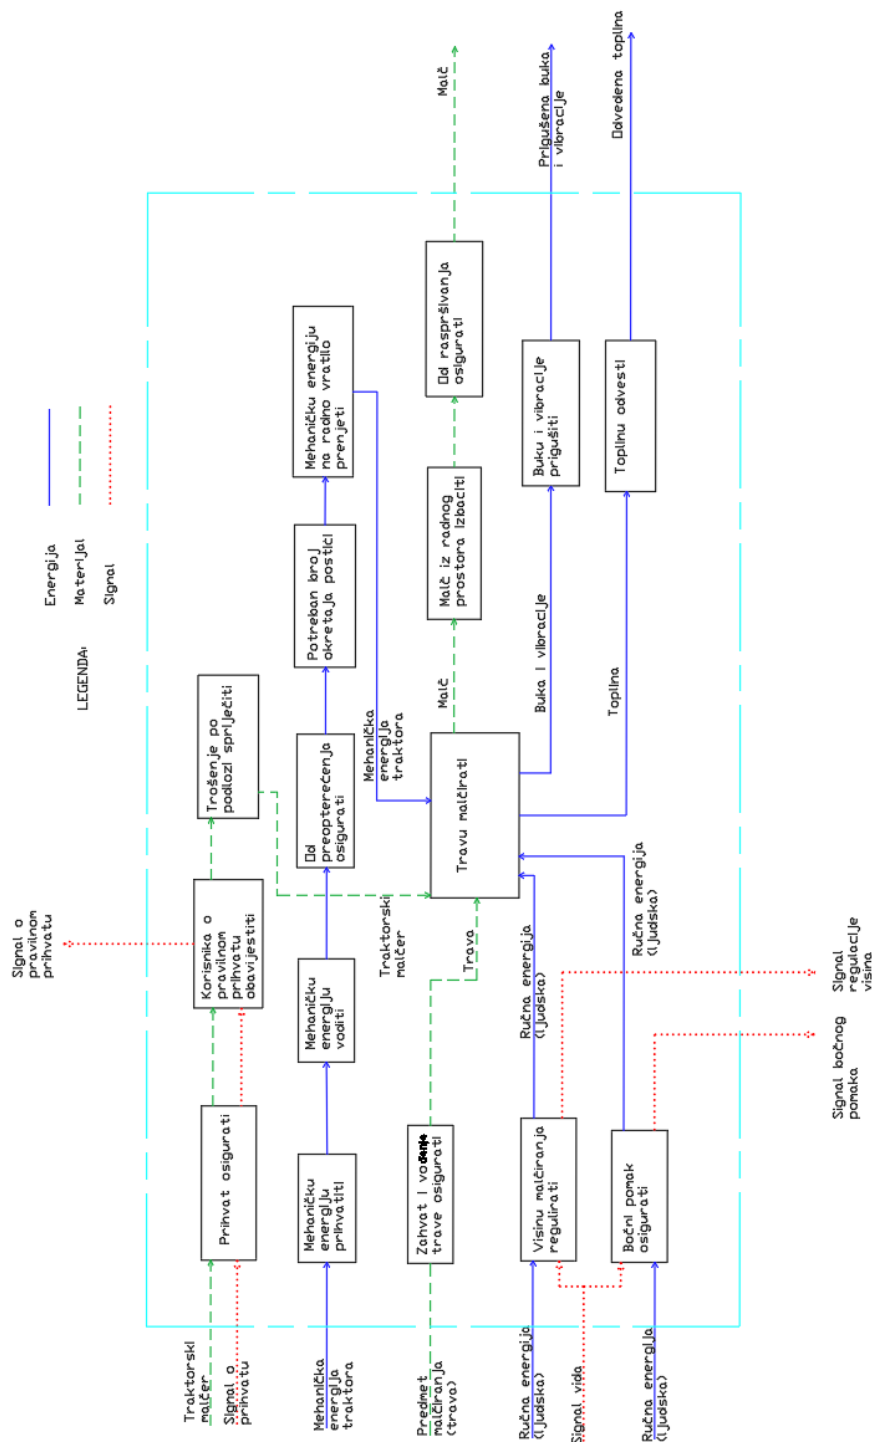 LEGENDA:
Energija
Materijal
Signal
Signal o
pravilnom
prihvatu
Traktorski
malčer
Signal o
prihvatu
Prihvat osigurati
Korisnika o
pravilnom
prihvatu
obavijestiti
Trošenje po
podlozi spriječiti
Mehanička
energija
traktora
Mehaničku
energiju
prihvatiti
Mehaničku
energiju
voditi
Od
preopterećenja
osigurati
Potreban broj
okretaja postići
Mehaničku energiju
na radno vratilo
prenjeti
Mehanička
energija
traktora
Traktorski
malčer
Predmet
malčiranja
(trava)
Zahvat i vođenje
trave osigurati
Trava
Travu malčirati
Malč
Malč iz radnog
prostora izbaciti
Od raspršivanja
osigurati
Malč
Ručna energija
(ljudska)
Visinu malčiranja
regulirati
Ručna energija
(ljudska)
Buka i vibracije
Buku i vibracije
prigušiti
Prigušena buka
i vibracije
Signal vida
Ručna energija
(ljudska)
Bočni pomak
osigurati
Ručna energija
(ljudska)
Toplina
Toplinu odvesti
Odvedena toplina
Signal bočnog
pomaka
Signal
regulacije
visina